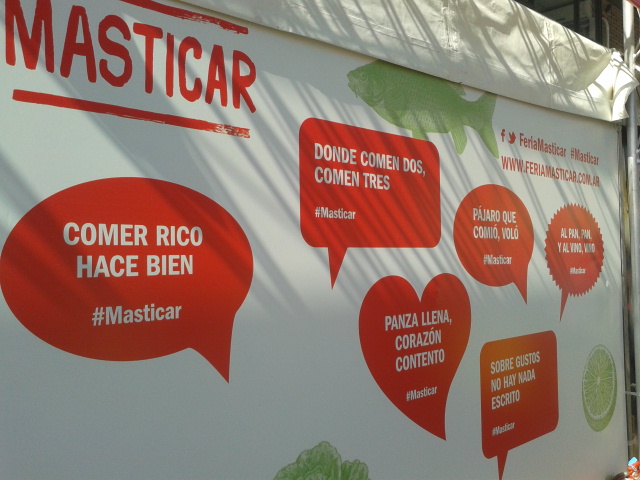 MASTICAR
FeriaMasticar #Masticar
WWW.FERIAMASTICAR.COM.AR
COMER RICO
HACE BIEN
#Masticar
DONDE COMEN DOS,
COMEN TRES
#Masticar
PÁJARO QUE
COMIÓ, VOLÓ
#Masticar
AL PAN, PAN,
Y AL VINO, VINO
#Masticar
PANZA LLENA,
CORAZÓN
CONTENTO
#Masticar
SOBRE GUSTOS
NO HAY NADA
ESCRITO
#Masticar